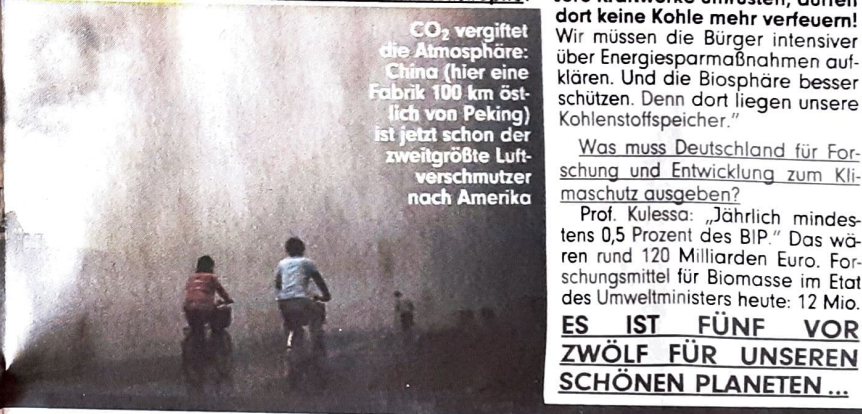 CO₂ vergiftet
die Atmosphäre:
China (hier eine
Fabrik 100 km öst-
lich von Peking)
ist jetzt schon der
zweitgrößte Luft-
verschmutzer
nach Amerika
dort keine Kohle mehr verfeuern!
Wir müssen die Bürger intensiver
über Energiesparmaßnahmen auf-
klären. Und die Biosphäre besser
schützen. Denn dort liegen unsere
Kohlenstoffspeicher."
Was muss Deutschland für For-
schung und Entwicklung zum Kli-
maschutz ausgeben?
Prof. Kulessa: „Jährlich mindes-
tens 0,5 Prozent des BIP." Das wä-
ren rund 120 Milliarden Euro. For-
schungsmittel für Biomasse im Etat
des Umweltministers heute: 12 Mio.
ES IST FÜNF VOR
ZWÖLF FÜR UNSEREN
SCHÖNEN PLANETEN ...